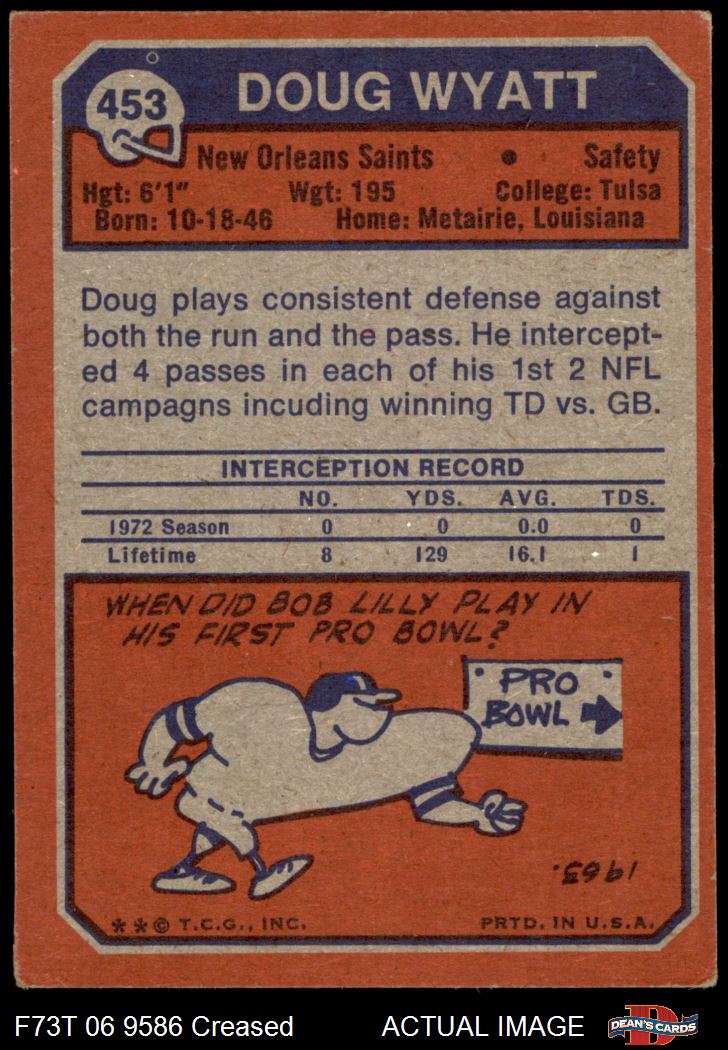 453
DOUG WYATT
New Orleans Saints • Safety
Hgt: 6'1" Wgt: 195 College: Tulsa
Born: 10-18-46 Home: Metairie, Louisiana
Doug plays consistent defense against
both the run and the pass. He intercept-
ed 4 passes in each of his 1st 2 NFL
campaigns incuding winning TD vs. GB.
INTERCEPTION RECORD
NO. YDS. AVG. TDS.
1972 Season 0 0 0.0 0
Lifetime 8 129 16.1 1
WHEN DID BOB LILLY PLAY IN
HIS FIRST PRO BOWL?
PRO
BOWL
1963.
**© T.C.G., INC. PRTD. IN U.S.A.
F73T 06 9586 Creased ACTUAL IMAGE
DEAN'S CARDS